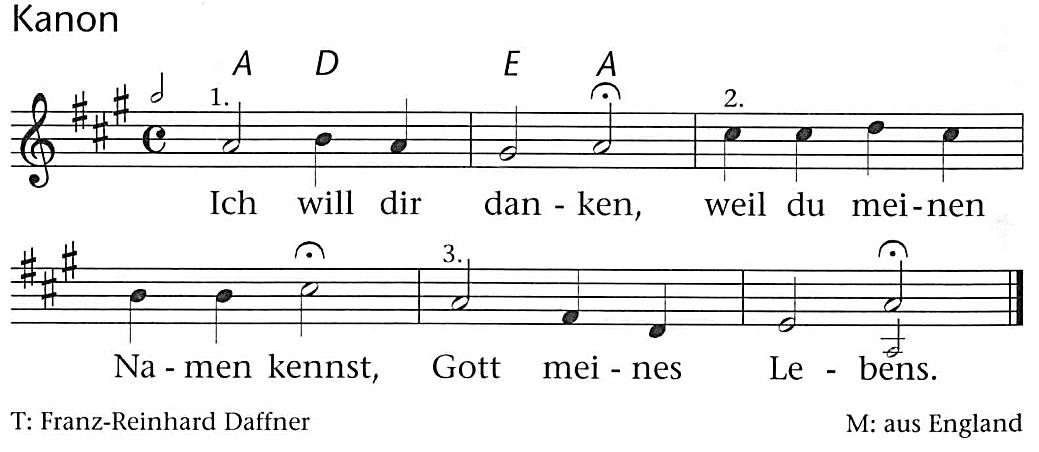 Kanon
A D E A
1. 2.
Ich will dir dan - ken, weil du mei - nen
3.
Na - men kennst, Gott mei - nes Le - bens.
T: Franz-Reinhard Daffner M: aus England